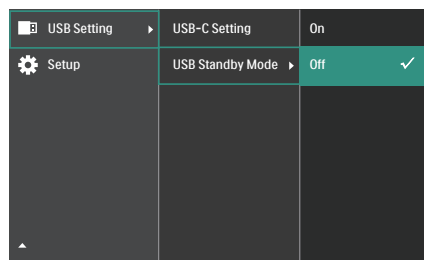 USB Setting
USB-C Setting
On
Setup
USB Standby Mode
Off